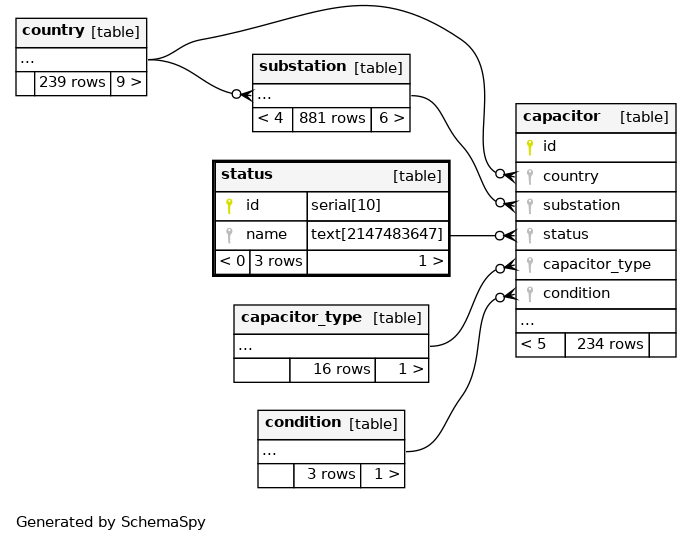 country [table]
...
239 rows 9 >
substation [table]
...
< 4 881 rows 6 >
status [table]
id serial[10]
name text[2147483647]
< 0 3 rows 1 >
capacitor_type [table]
...
16 rows 1 >
condition [table]
...
3 rows 1 >
capacitor [table]
id
country
substation
status
capacitor_type
condition
...
< 5 234 rows
Generated by SchemaSpy